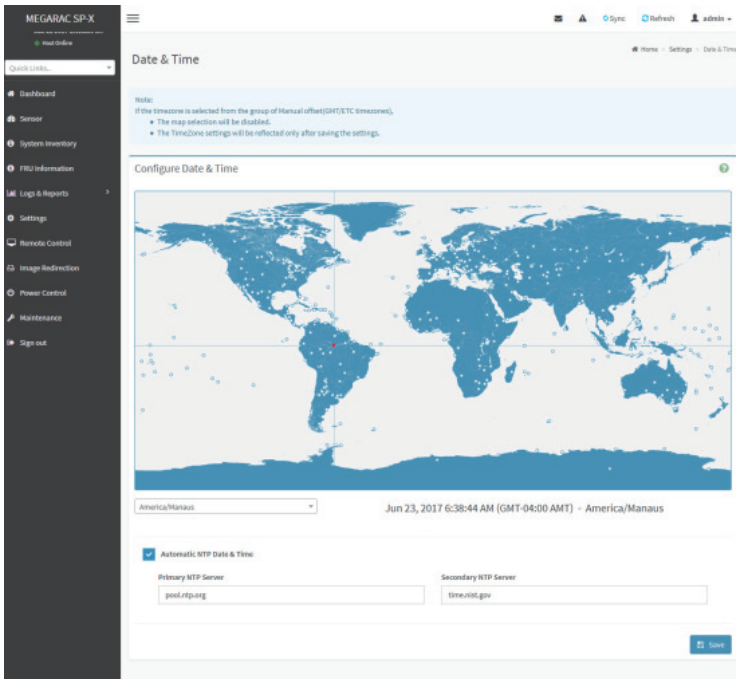 MEGARAC SP-X
Host Online
Quick Links...
Dashboard
Sensor
System Inventory
FRU Information
Logs & Reports
Settings
Remote Control
Image Redirection
Power Control
Maintenance
Sign out
Sync Refresh admin
Date & Time
Home - Settings - Date & Time
Note:
If the timezone is selected from the group of Manual offset(GMT/ETC timezones),
The map selection will be disabled.
The TimeZone settings will be reflected only after saving the settings.
Configure Date & Time
America/Manaus
Jun 23, 2017 6:38:44 AM (GMT-04:00 AMT) - America/Manaus
Automatic NTP Date & Time
Primary NTP Server
pool.ntp.org
Secondary NTP Server
time.nist.gov
Save